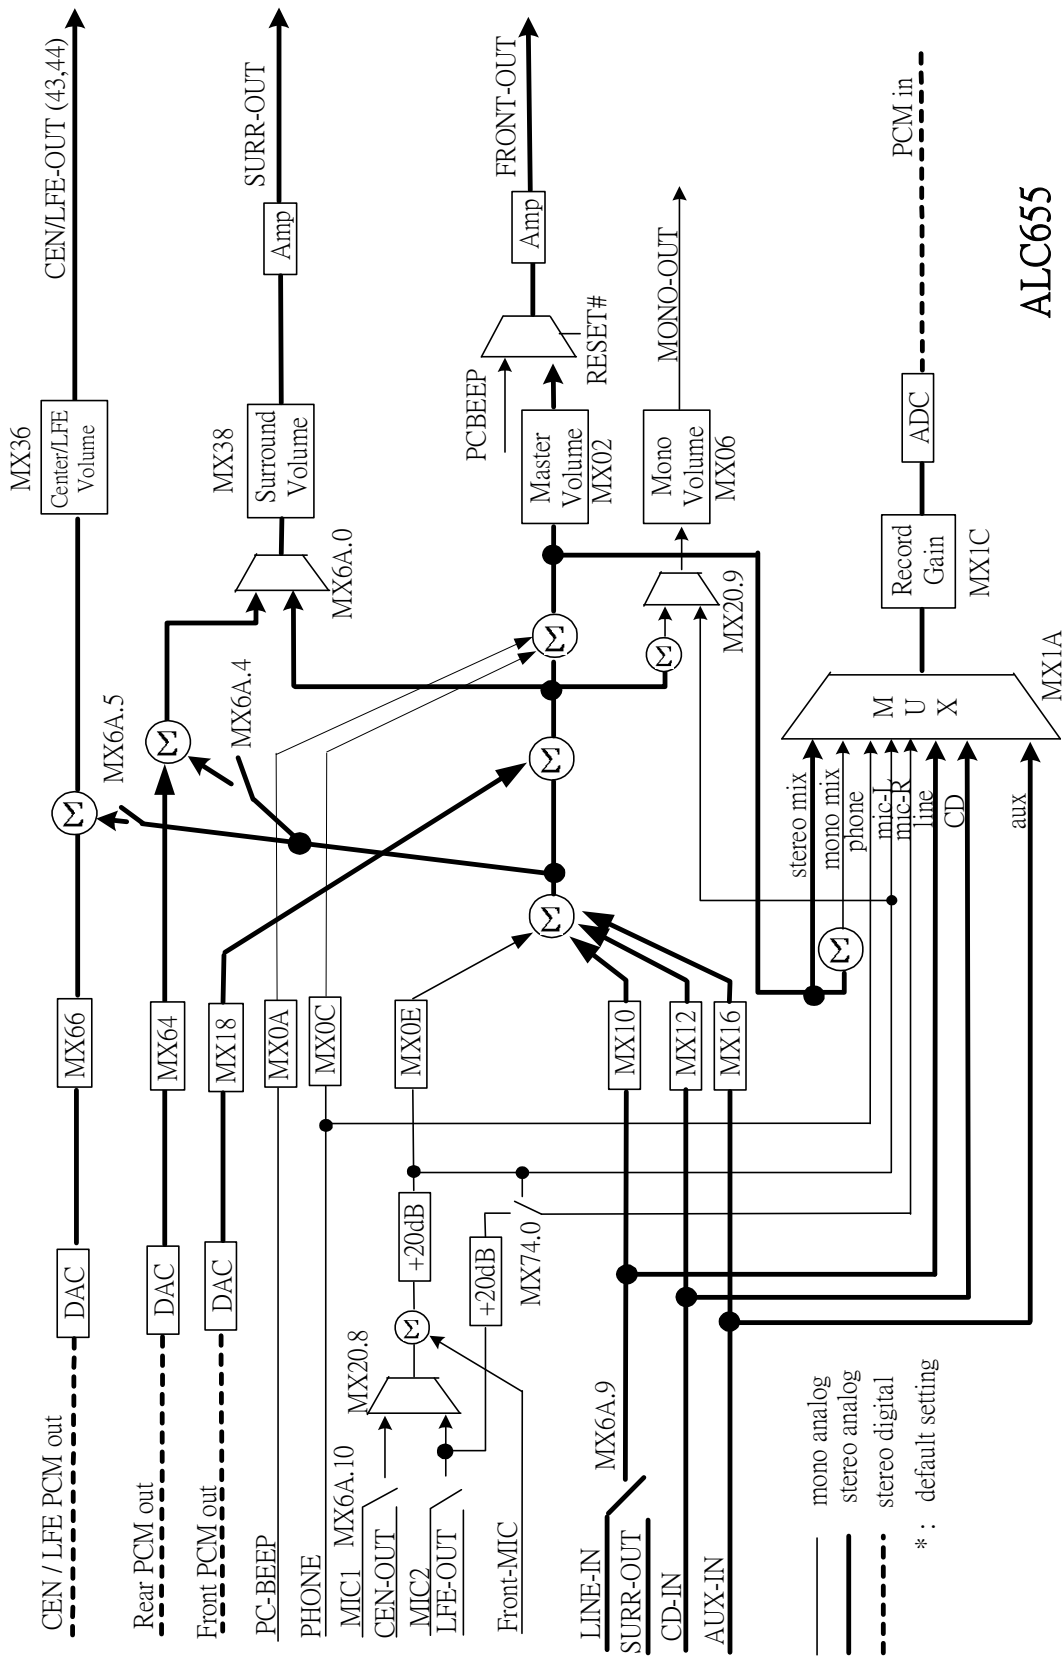 CEN / LFE PCM out
DAC
MX66
MX6A.5
Σ
MX36
Center/LFE
Volume
CEN/LFE-OUT (43,44)
Rear PCM out
DAC
MX64
Σ
MX6A.4
MX6A.0
MX38
Surround
Volume
Amp
SURR-OUT
Front PCM out
DAC
MX18
Σ
PC-BEEP
MX0A
PHONE
MX0C
Σ
MIC1
MX6A.10
CEN-OUT
MIC2
LFE-OUT
Front-MIC
MX20.8
Σ
+20dB
+20dB
MX74.0
MX0E
Σ
Master
Volume
MX02
PCBEEP
RESET#
Amp
FRONT-OUT
Σ
MX20.9
Mono
Volume
MX06
MONO-OUT
LINE-IN
SURR-OUT
MX6A.9
MX10
CD-IN
MX12
AUX-IN
MX16
Σ
stereo mix
mono mix
phone
mic-L
mic-R
line
CD
aux
M
U
X
MX1A
Record
Gain
MX1C
ADC
PCM in
mono analog
stereo analog
stereo digital
* : default setting
ALC655